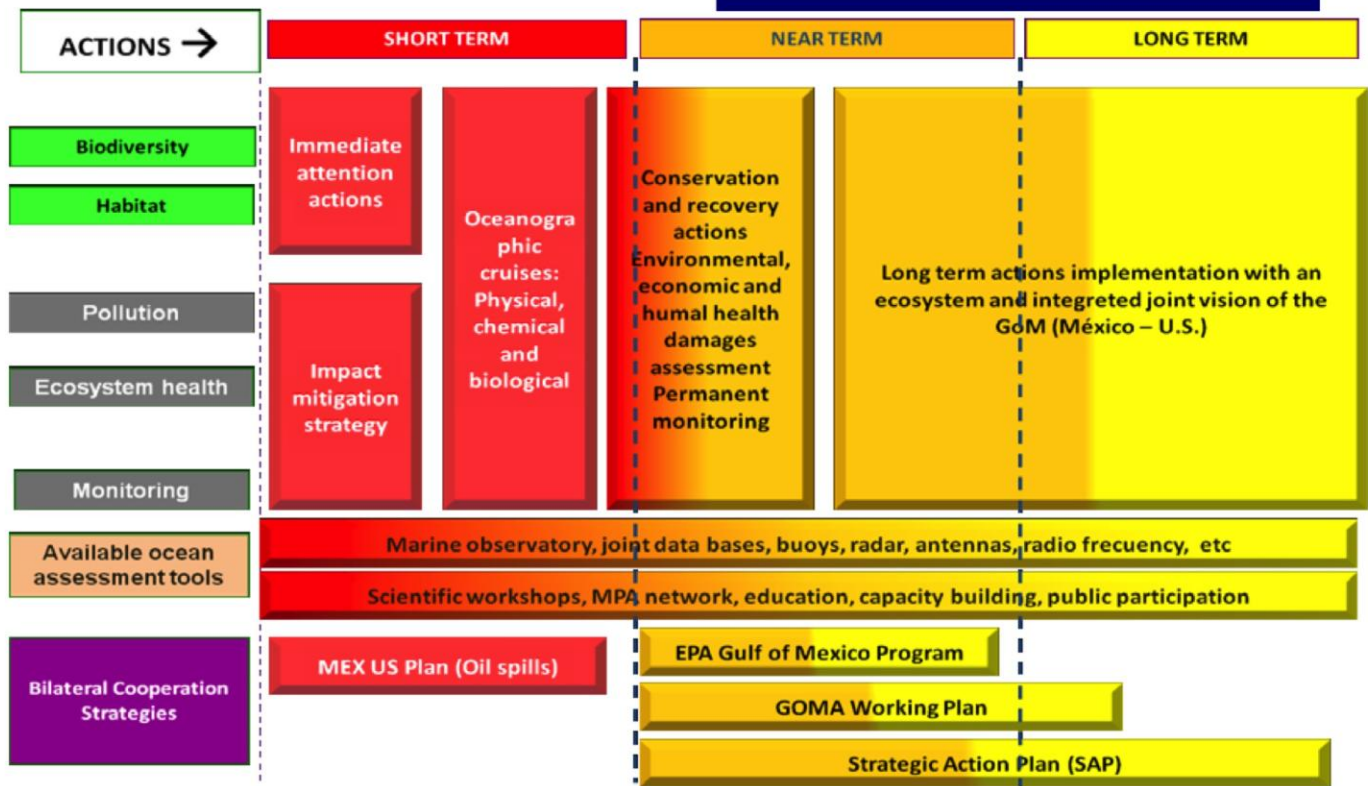 ACTIONS →
SHORT TERM
NEAR TERM
LONG TERM
Biodiversity
Habitat
Pollution
Ecosystem health
Monitoring
Immediate
attention
actions
Impact
mitigation
strategy
Oceanogra
phic
cruises:
Physical,
chemical
and
biological
Conservation
and recovery
actions
Environmental,
economic and
humal health
damages
assessment
Permanent
monitoring
Long term actions implementation with an
ecosystem and integreted joint vision of the
GoM (México – U.S.)
Available ocean
assessment tools
Marine observatory, joint data bases, buoys, radar, antennas, radio frecuency, etc
Scientific workshops, MPA network, education, capacity building, public participation
Bilateral Cooperation
Strategies
MEX US Plan (Oil spills)
EPA Gulf of Mexico Program
GOMA Working Plan
Strategic Action Plan (SAP)